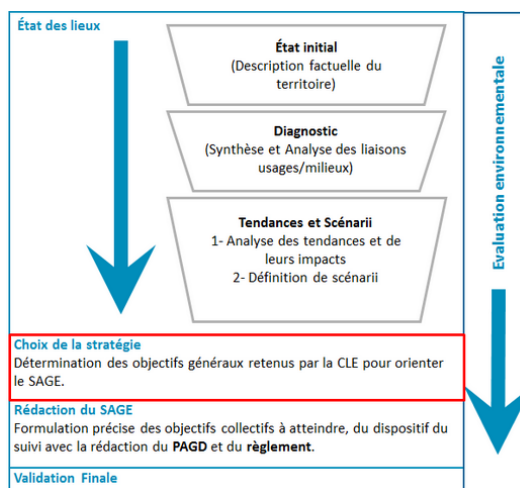 État des lieux
État initial
(Description factuelle du
territoire)
Diagnostic
(Synthèse et Analyse des liaisons
usages/milieux)
Tendances et Scénarii
1- Analyse des tendances et de
leurs impacts
2- Définition de scénarii
Choix de la stratégie
Détermination des objectifs généraux retenus par la CLE pour orienter
le SAGE.
Rédaction du SAGE
Formulation précise des objectifs collectifs à atteindre, du dispositif du
suivi avec la rédaction du PAGD et du règlement.
Validation Finale
Evaluation environnementale